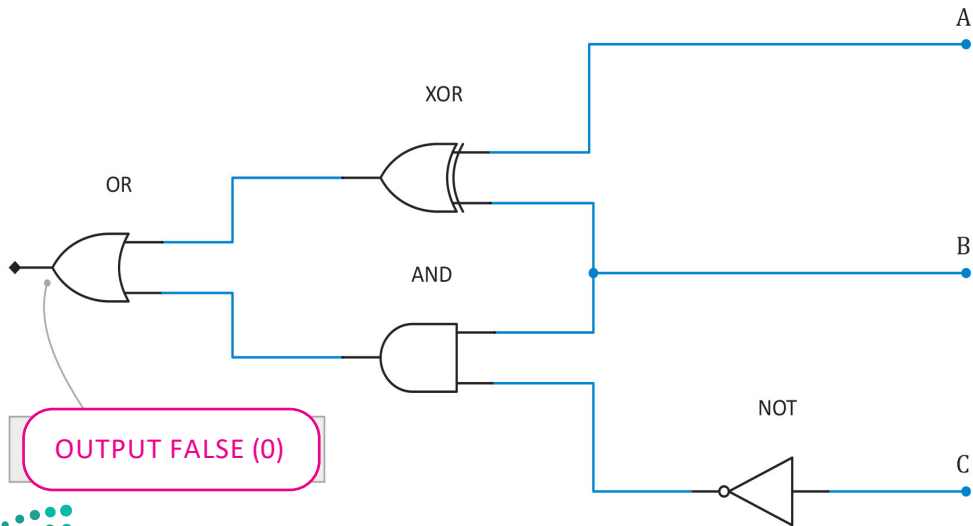 A
XOR
OR
B
AND
NOT
OUTPUT FALSE (0)
C